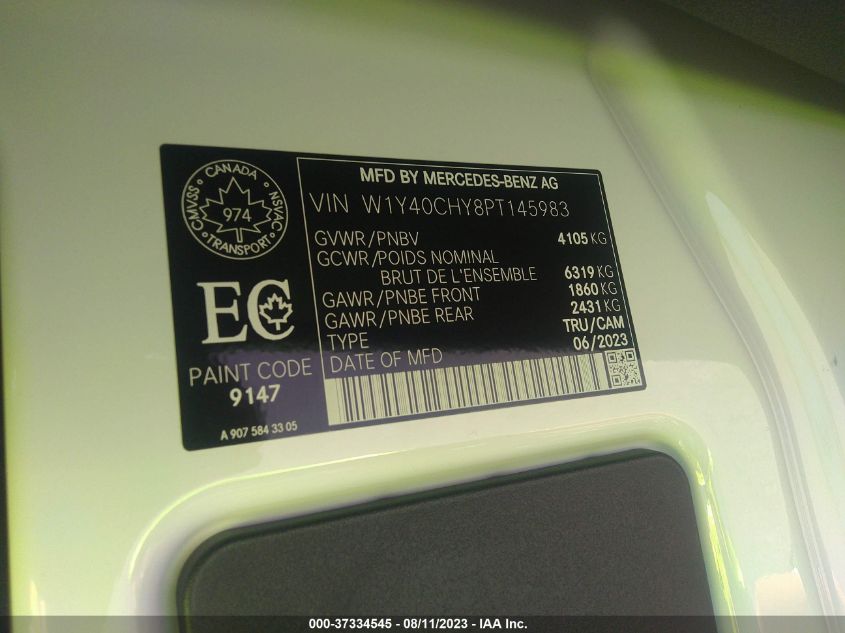 CANADA
CMVSS
NSVAC
974
TRANSPORT
EC
PAINT CODE
9147
A 907 584 33 05
MFD BY MERCEDES-BENZ AG
VIN W1Y40CHY8PT145983
GVWR/PNBV 4105 KG
GCWR/POIDS NOMINAL
BRUT DE L'ENSEMBLE 6319 KG
GAWR/PNBE FRONT 1860 KG
GAWR/PNBE REAR 2431 KG
TYPE TRU/CAM
DATE OF MFD 06/2023
000-37334545 - 08/11/2023 - IAA Inc.